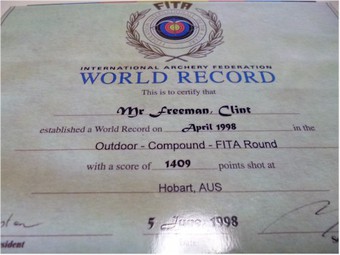 FITA
INTERNATIONAL ARCHERY FEDERATION
WORLD RECORD
This is to certify that
Mr Freeman, Clint
established a World Record on April 1998 in the
Outdoor - Compound - FITA Round
with a score of 1409 points shot at
Hobart, AUS
5 June 1998